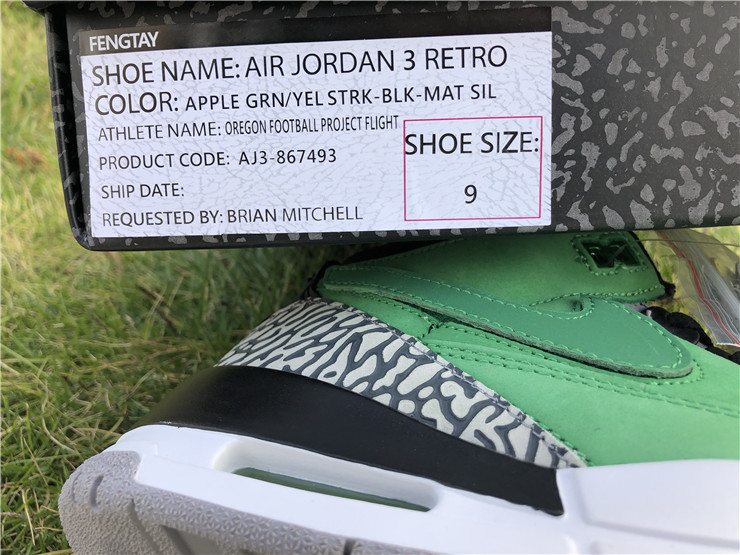 FENGTAY
SHOE NAME: AIR JORDAN 3 RETRO
COLOR: APPLE GRN/YEL STRK-BLK-MAT SIL
ATHLETE NAME: OREGON FOOTBALL PROJECT FLIGHT
PRODUCT CODE: AJ3-867493
SHIP DATE:
REQUESTED BY: BRIAN MITCHELL
SHOE SIZE:
9